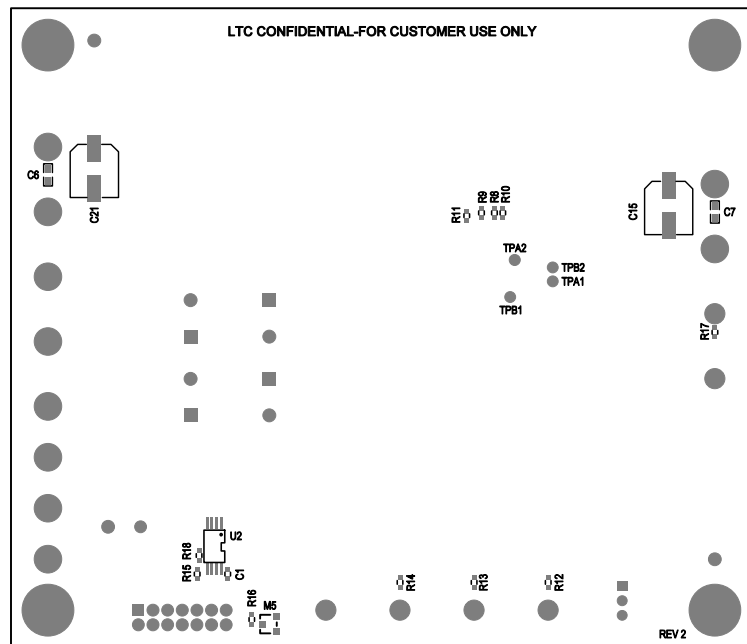 LTC CONFIDENTIAL-FOR CUSTOMER USE ONLY
C6
C21
C15
C7
R11
R9
R8
R10
TPA2
TPB2
TPA1
TPB1
R17
U2
R18
R15
C1
R16
M5
R14
R13
R12
REV 2